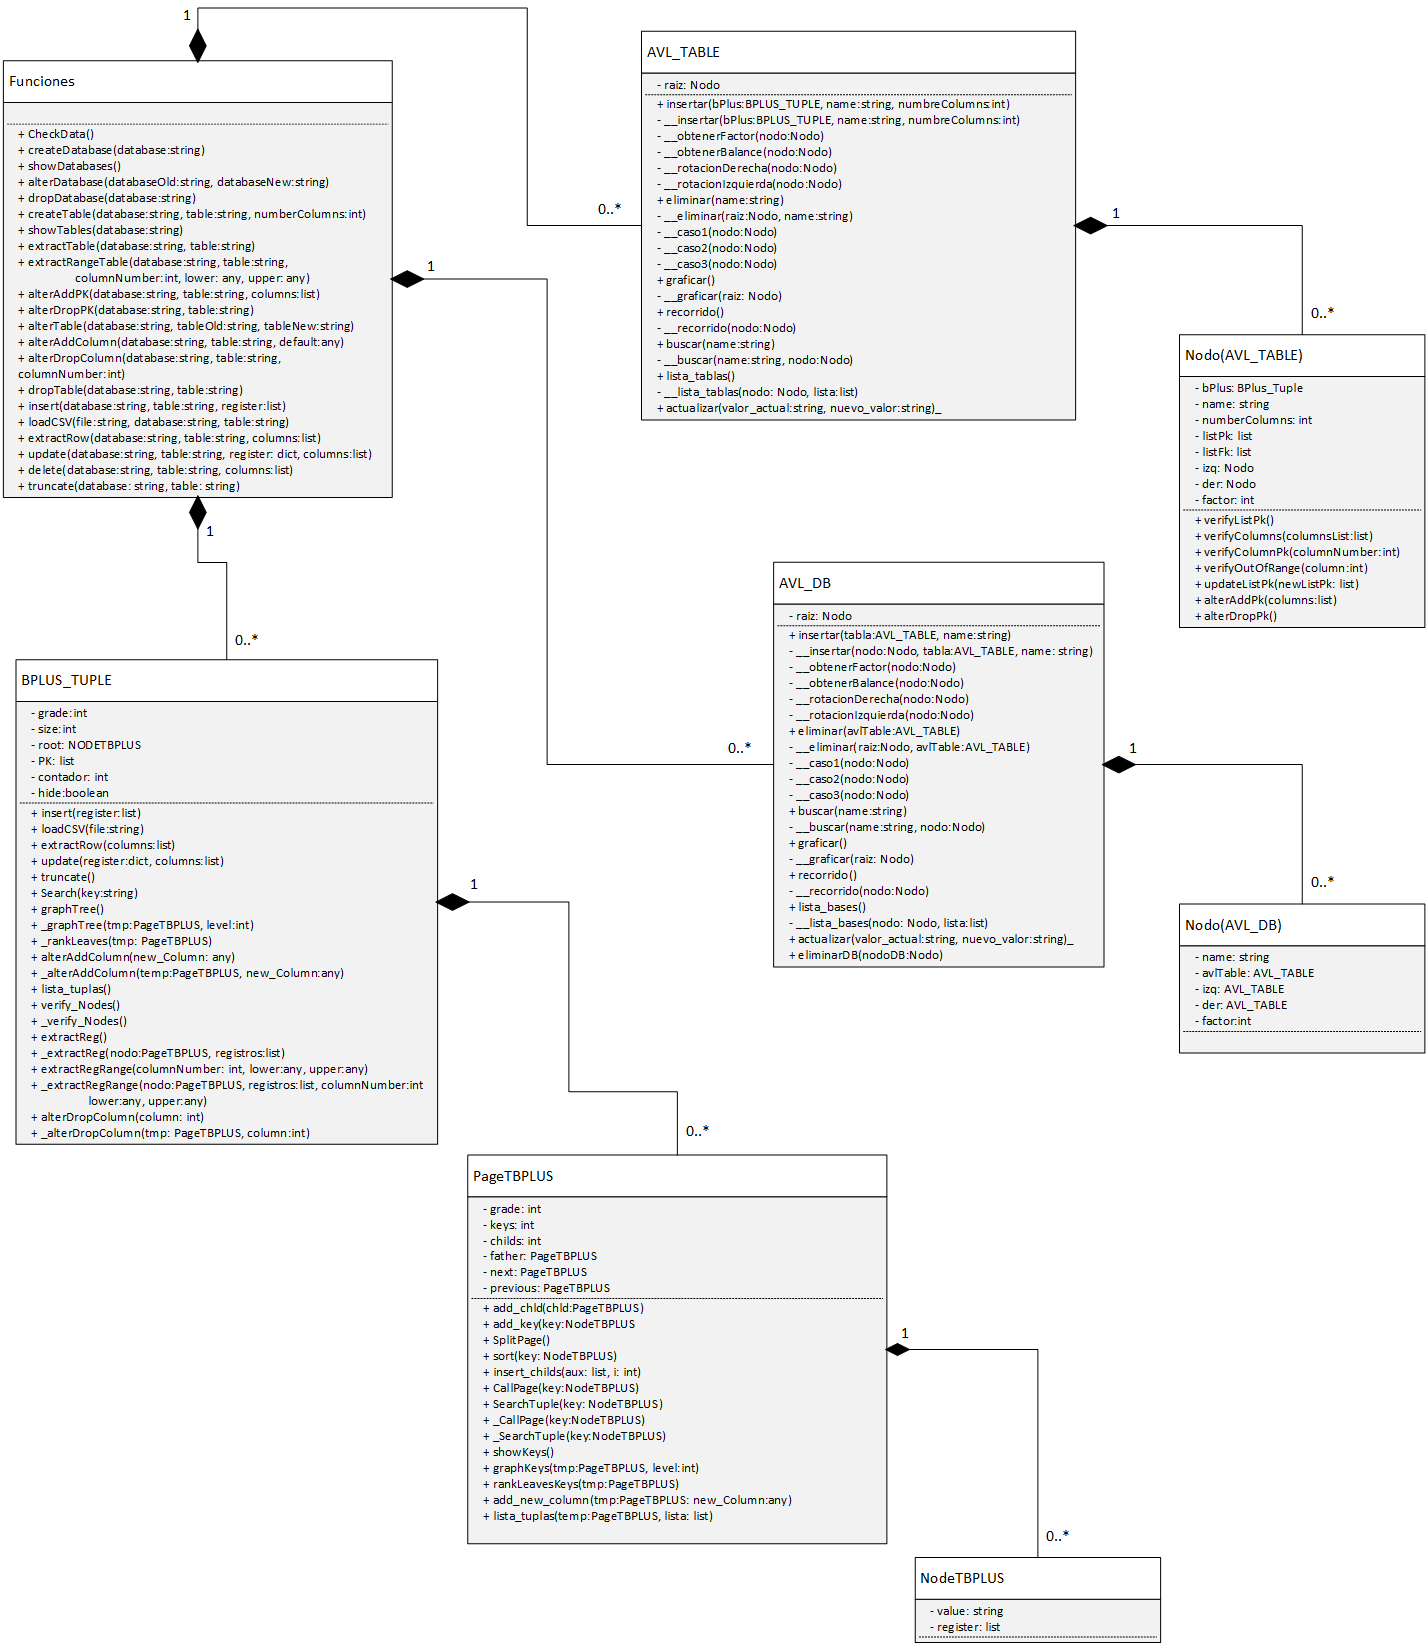 1
Funciones
+ CheckData()
+ createDatabase(database:string)
+ showDatabases()
+ alterDatabase(databaseOld:string, databaseNew:string)
+ dropDatabase(database:string)
+ createTable(database:string, table:string, numberColumns:int)
+ showTables(database:string)
+ extractTable(database:string, table:string)
+ extractRangeTable(database:string, table:string,
columnNumber:int, lower: any, upper: any)
+ alterAddPK(database:string, table:string, columns:list)
+ alterDropPK(database:string, table:string)
+ alterTable(database:string, tableOld:string, tableNew:string)
+ alterAddColumn(database:string, table:string, default:any)
+ alterDropColumn(database:string, table:string,
columnNumber:int)
+ dropTable(database:string, table:string)
+ insert(database:string, table:string, register:list)
+ loadCSV(file:string, database:string, table:string)
+ extractRow(database:string, table:string, columns:list)
+ update(database:string, table:string, register: dict, columns:list)
+ delete(database:string, table:string, columns:list)
+ truncate(database: string, table: string)
1
0..*
1
0..*
1
0..*
AVL_TABLE
- raiz: Nodo
+ insertar(bPlus:BPLUS_TUPLE, name:string, numbreColumns:int)
- __insertar(bPlus:BPLUS_TUPLE, name:string, numbreColumns:int)
- __obtenerFactor(nodo:Nodo)
- __obtenerBalance(nodo:Nodo)
- __rotacionDerecha(nodo:Nodo)
- __rotacionIzquierda(nodo:Nodo)
+ eliminar(name:string)
- __eliminar(raiz:Nodo, name:string)
- __caso1(nodo:Nodo)
- __caso2(nodo:Nodo)
- __caso3(nodo:Nodo)
+ graficar()
- __graficar(raiz: Nodo)
+ recorrido()
- __recorrido(nodo:Nodo)
+ buscar(name:string)
- __buscar(name:string, nodo:Nodo)
+ lista_tablas()
- __lista_tablas(nodo: Nodo, lista:list)
+ actualizar(valor_actual:string, nuevo_valor:string)_
1
0..*
Nodo(AVL_TABLE)
- bPlus: BPlus_Tuple
- name: string
- numberColumns: int
- listPk: list
- listFk: list
- izq: Nodo
- der: Nodo
- factor: int
+ verifyListPk()
+ verifyColumns(columnsList:list)
+ verifyColumnPk(columnNumber:int)
+ verifyOutOfRange(column:int)
+ updateListPk(newListPk: list)
+ alterAddPk(columns:list)
+ alterDropPk()
AVL_DB
- raiz: Nodo
+ insertar(tabla:AVL_TABLE, name:string)
- __insertar(nodo:Nodo, tabla:AVL_TABLE, name: string)
- __obtenerFactor(nodo:Nodo)
- __obtenerBalance(nodo:Nodo)
- __rotacionDerecha(nodo:Nodo)
- __rotacionIzquierda(nodo:Nodo)
+ eliminar(avlTable:AVL_TABLE)
- __eliminar(raiz:Nodo, avlTable:AVL_TABLE)
- __caso1(nodo:Nodo)
- __caso2(nodo:Nodo)
- __caso3(nodo:Nodo)
+ buscar(name:string)
- __buscar(name:string, nodo:Nodo)
+ graficar()
- __graficar(raiz: Nodo)
+ recorrido()
- __recorrido(nodo:Nodo)
+ lista_bases()
- __lista_bases(nodo: Nodo, lista:list)
+ actualizar(valor_actual:string, nuevo_valor:string)_
+ eliminarDB(nodoDB:Nodo)
1
0..*
Nodo(AVL_DB)
- name: string
- avlTable: AVL_TABLE
- izq: AVL_TABLE
- der: AVL_TABLE
- factor:int
BPLUS_TUPLE
- grade:int
- size:int
- root: NODETBPLUS
- PK: list
- contador: int
- hide:boolean
+ insert(register:list)
+ loadCSV(file:string)
+ extractRow(columns:list)
+ update(register:dict, columns:list)
+ truncate()
+ Search(key:string)
+ graphTree()
+ _graphTree(tmp:PageTBPLUS, level:int)
+ _rankLeaves(tmp: PageTBPLUS)
+ alterAddColumn(new_Column: any)
+ _alterAddColumn(temp:PageTBPLUS, new_Column:any)
+ lista_tuplas()
+ verify_Nodes()
+ _verify_Nodes()
+ extractReg()
+ _extractReg(nodo:PageTBPLUS, registros:list)
+ extractRegRange(columnNumber: int, lower:any, upper:any)
+ _extractRegRange(nodo:PageTBPLUS, registros:list, columnNumber:int
lower:any, upper:any)
+ alterDropColumn(column: int)
+ _alterDropColumn(tmp: PageTBPLUS, column:int)
1
0..*
PageTBPLUS
- grade: int
- keys: int
- childs: int
- father: PageTBPLUS
- next: PageTBPLUS
- previous: PageTBPLUS
+ add_chld(chld:PageTBPLUS)
+ add_key(key:NodeTBPLUS
+ SplitPage()
+ sort(key: NodeTBPLUS)
+ insert_childs(aux: list, i: int)
+ CallPage(key:NodeTBPLUS)
+ SearchTuple(key: NodeTBPLUS)
+ _CallPage(key:NodeTBPLUS)
+ _SearchTuple(key:NodeTBPLUS)
+ showKeys()
+ graphKeys(tmp:PageTBPLUS, level:int)
+ rankLeavesKeys(tmp:PageTBPLUS)
+ add_new_column(tmp:PageTBPLUS: new_Column:any)
+ lista_tuplas(temp:PageTBPLUS, lista: list)
1
0..*
NodeTBPLUS
- value: string
- register: list